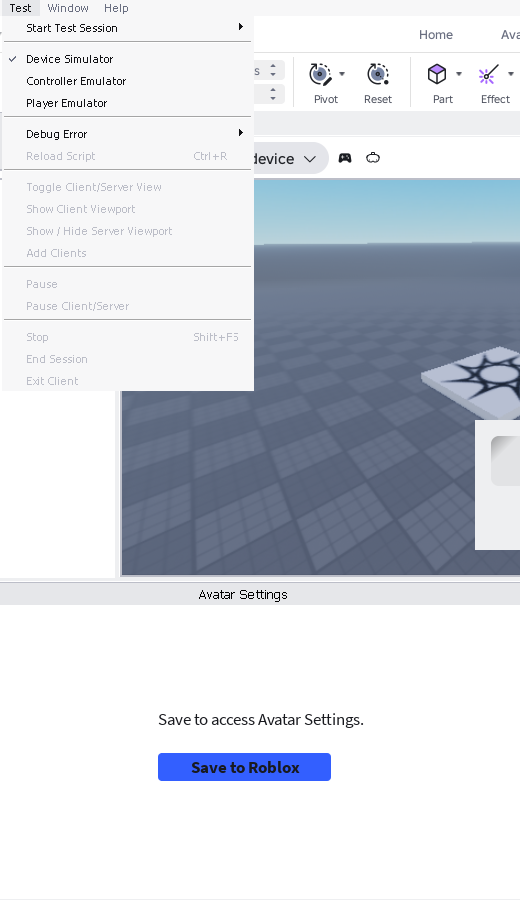 Test Window Help
Start Test Session
Home Ava
Device Simulator
s
Controller Emulator
Player Emulator
Pivot Reset Part Effect
Debug Error
Reload Script Ctrl+R
device
Toggle Client/Server View
Show Client Viewport
Show / Hide Server Viewport
Add Clients
Pause
Pause Client/Server
Stop Shift+F5
End Session
Exit Client
Avatar Settings
Save to access Avatar Settings.
Save to Roblox